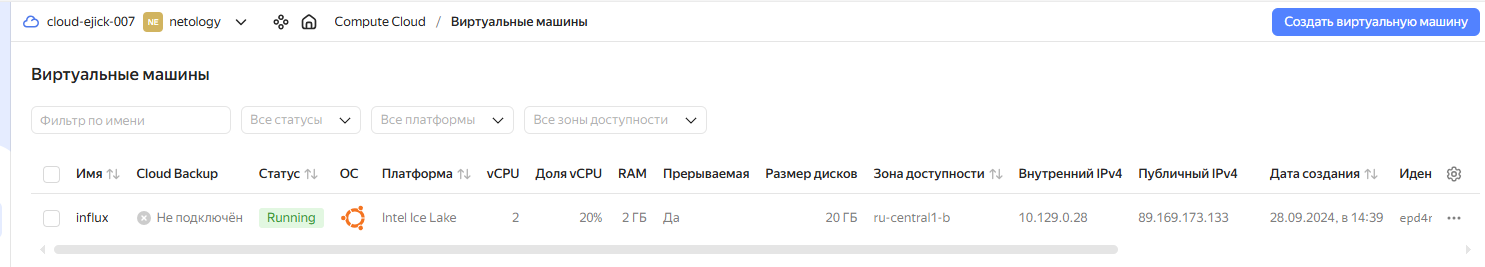 cloud-ejick-007 NE netology Compute Cloud / Виртуальные машины Создать виртуальную машину
Виртуальные машины
Фильтр по имени Все статусы Все платформы Все зоны доступности
Имя Cloud Backup Статус ОС Платформа vCPU Доля vCPU RAM Прерываемая Размер дисков Зона доступности Внутренний IPv4 Публичный IPv4 Дата создания Иден
influx Не подключён Running Intel Ice Lake 2 20% 2 ГБ Да 20 ГБ ru-central1-b 10.129.0.28 89.169.173.133 28.09.2024, в 14:39